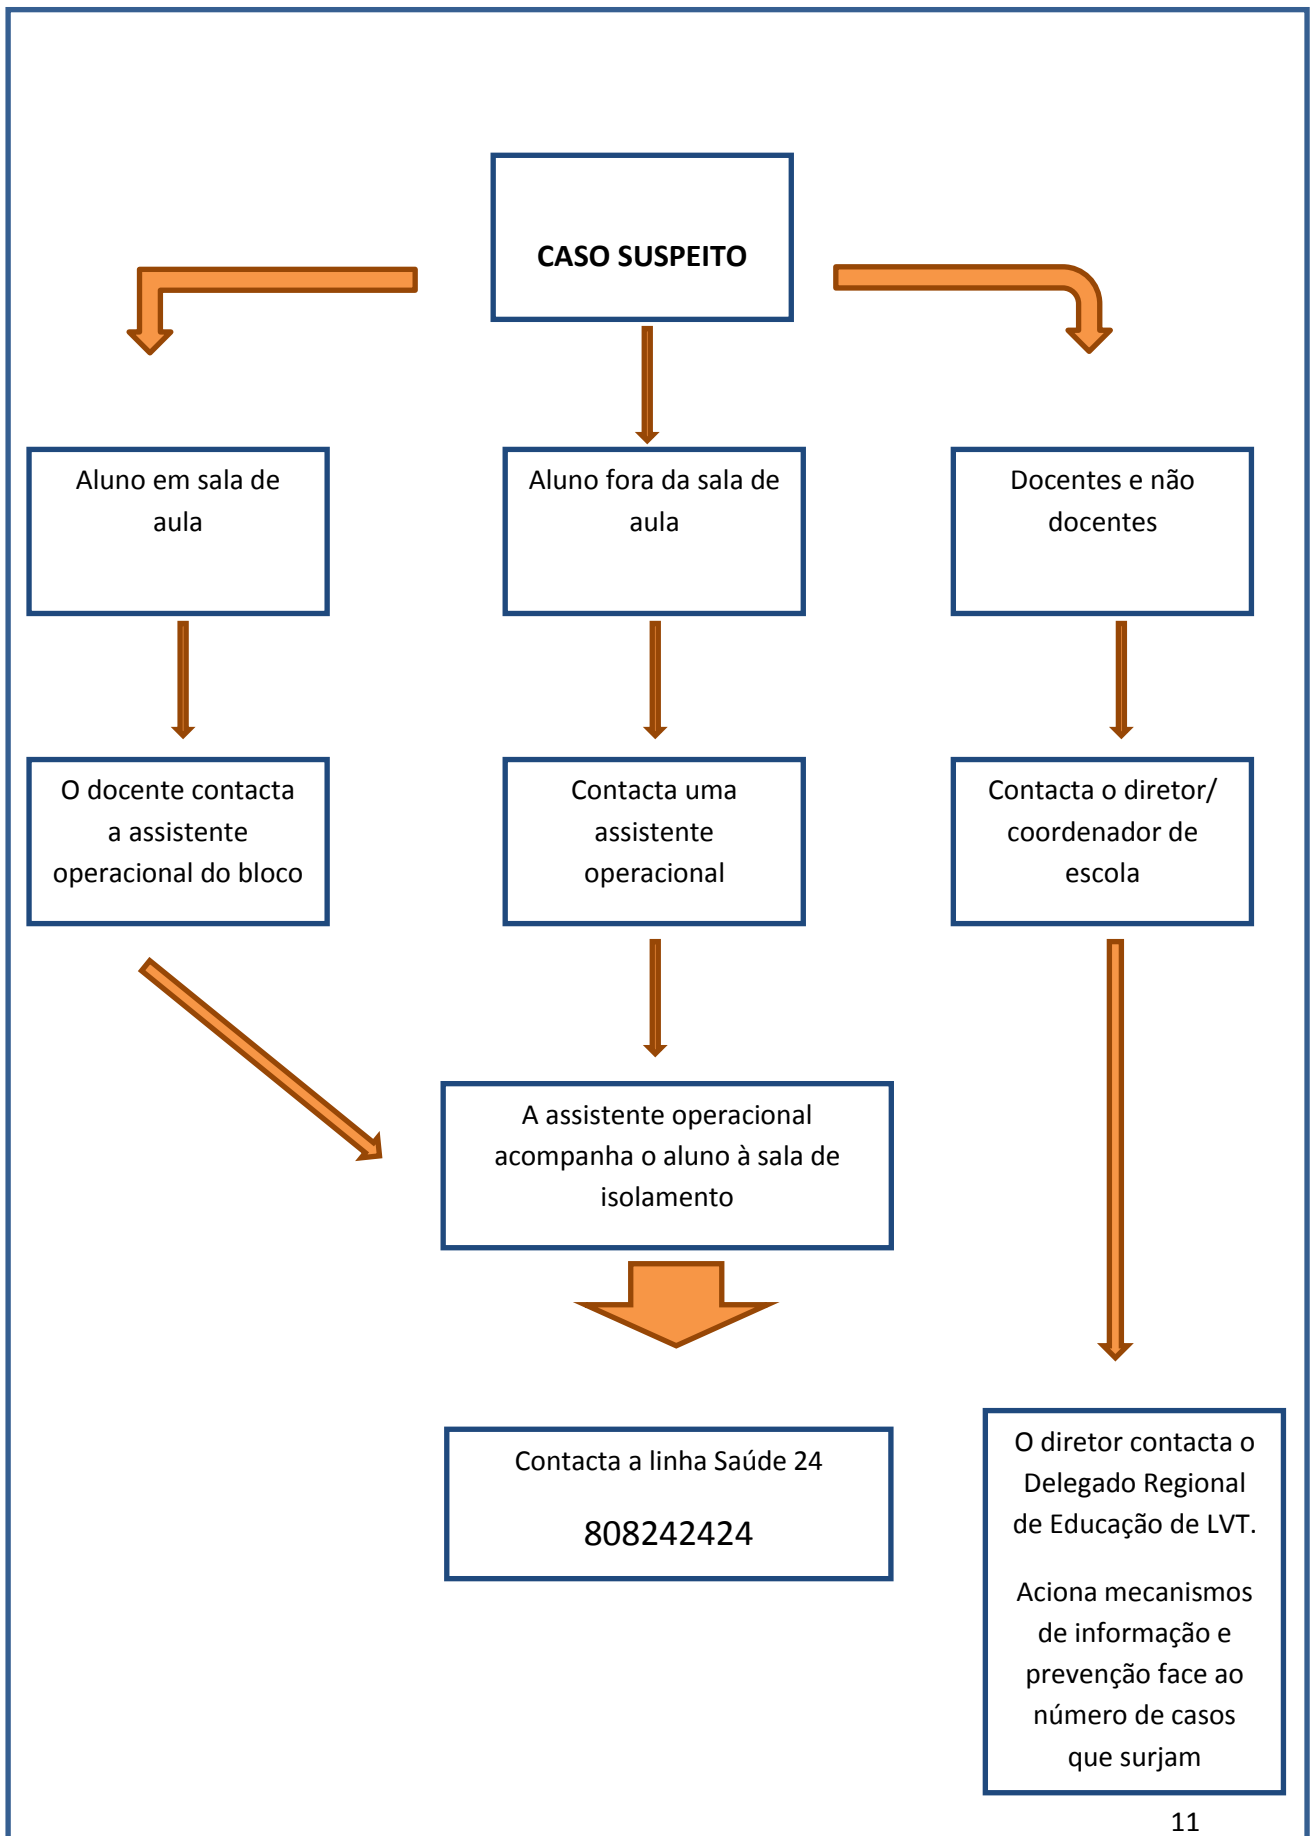 CASO SUSPEITO
Aluno em sala de
aula
Aluno fora da sala de
aula
Docentes e não
docentes
O docente contacta
a assistente
operacional do bloco
Contacta uma
assistente
operacional
Contacta o diretor/
coordenador de
escola
A assistente operacional
acompanha o aluno à sala de
isolamento
Contacta a linha Saúde 24
808242424
O diretor contacta o
Delegado Regional
de Educação de LVT.
Aciona mecanismos
de informação e
prevenção face ao
número de casos
que surjam
11